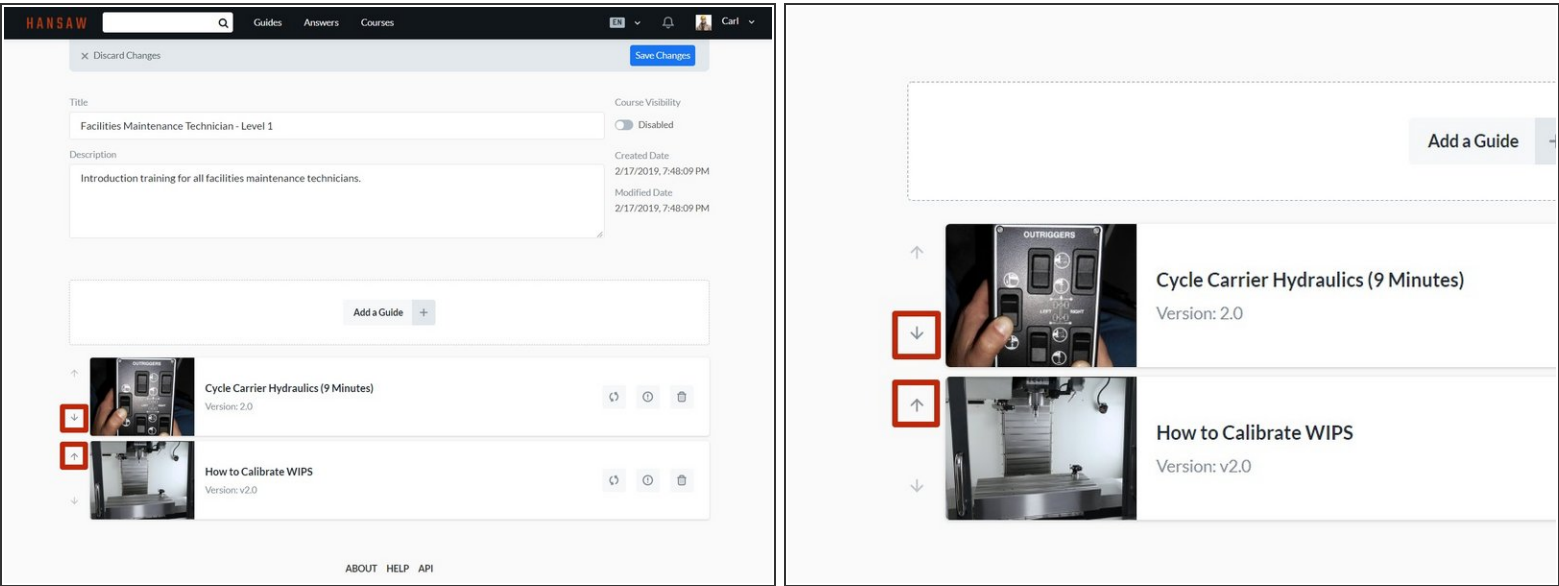 HANSAW Guides Answers Courses EN Carl
Discard Changes Save Changes
Title
Facilities Maintenance Technician - Level 1
Description
Introduction training for all facilities maintenance technicians.
Course Visibility
Disabled
Created Date
2/17/2019, 7:48:09 PM
Modified Date
2/17/2019, 7:48:09 PM
Add a Guide +
OUTRIGGERS
Cycle Carrier Hydraulics (9 Minutes)
Version: 2.0
How to Calibrate WIPS
Version: v2.0
ABOUT HELP API
Add a Guide
OUTRIGGERS
LEFT RIGHT
Cycle Carrier Hydraulics (9 Minutes)
Version: 2.0
How to Calibrate WIPS
Version: v2.0